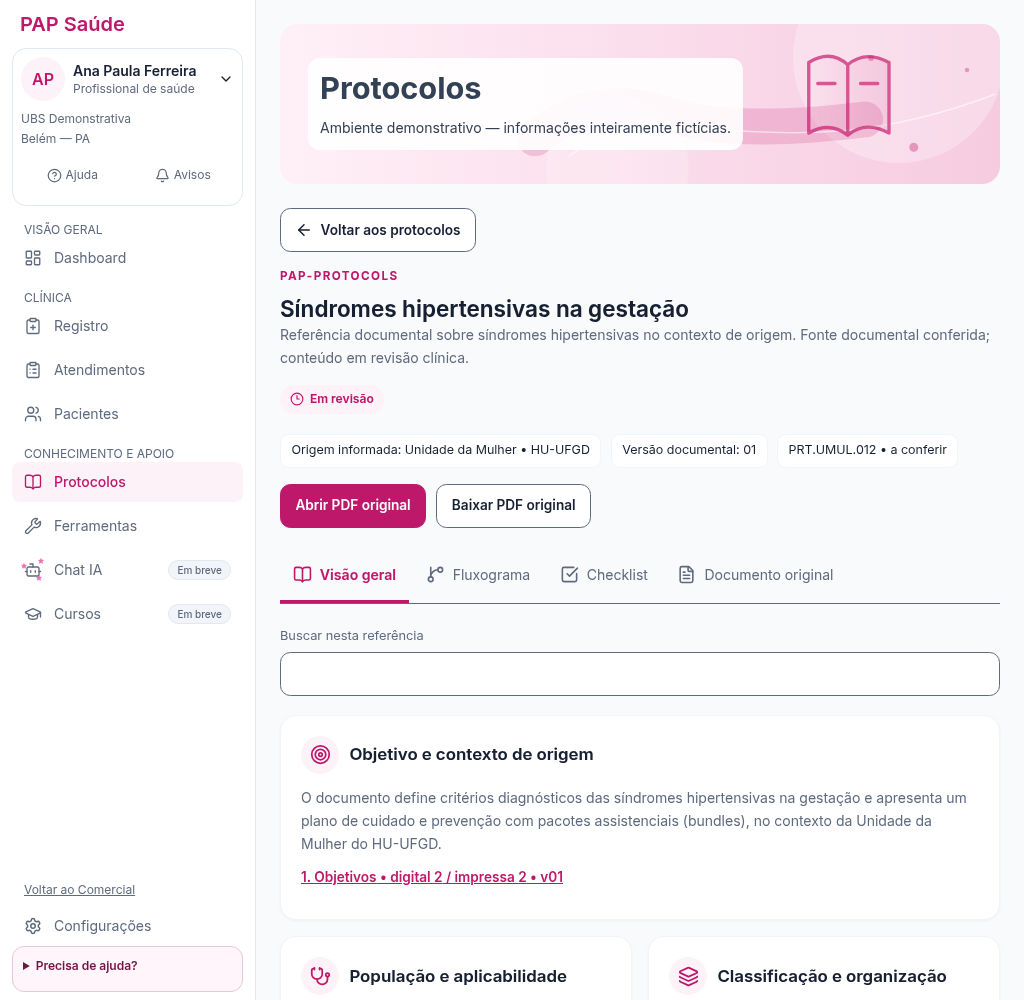 PAP Saúde
AP
Ana Paula Ferreira
Profissional de saúde
UBS Demonstrativa
Belém — PA
Ajuda
Avisos
VISÃO GERAL
Dashboard
CLÍNICA
Registro
Atendimentos
Pacientes
CONHECIMENTO E APOIO
Protocolos
Ferramentas
Chat IA
Em breve
Cursos
Em breve
Voltar ao Comercial
Configurações
Precisa de ajuda?
Protocolos
Ambiente demonstrativo — informações inteiramente fictícias.
Voltar aos protocolos
PAP-PROTOCOLS
Síndromes hipertensivas na gestação
Referência documental sobre síndromes hipertensivas no contexto de origem. Fonte documental conferida;
conteúdo em revisão clínica.
Em revisão
Origem informada: Unidade da Mulher • HU-UFGD
Versão documental: 01
PRT.UMUL.012 • a conferir
Abrir PDF original
Baixar PDF original
Visão geral
Fluxograma
Checklist
Documento original
Buscar nesta referência
Objetivo e contexto de origem
O documento define critérios diagnósticos das síndromes hipertensivas na gestação e apresenta um
plano de cuidado e prevenção com pacotes assistenciais (bundles), no contexto da Unidade da
Mulher do HU-UFGD.
1. Objetivos • digital 2 / impressa 2 • v01
População e aplicabilidade
Classificação e organização